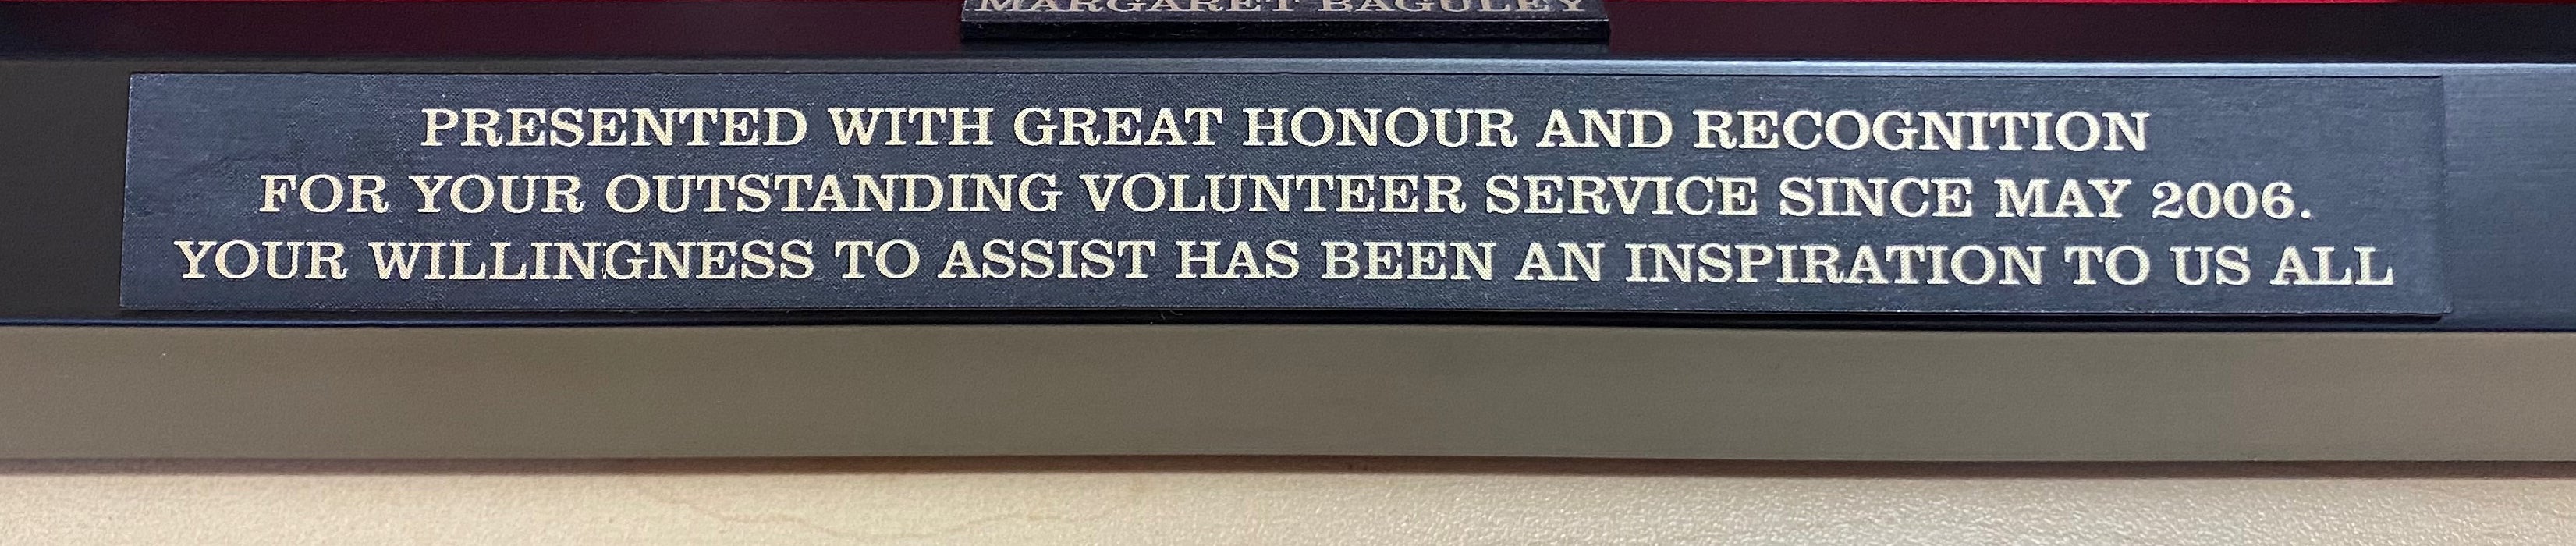 MARGARET BAGULEY
PRESENTED WITH GREAT HONOUR AND RECOGNITION
FOR YOUR OUTSTANDING VOLUNTEER SERVICE SINCE MAY 2006.
YOUR WILLINGNESS TO ASSIST HAS BEEN AN INSPIRATION TO US ALL